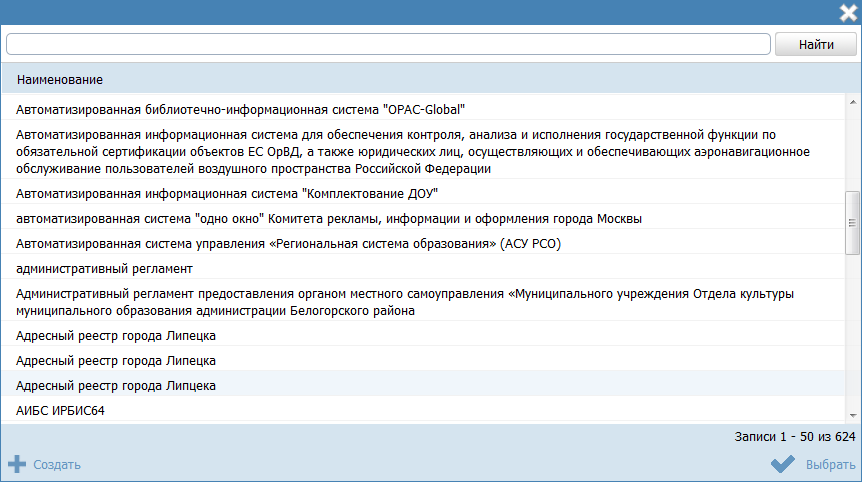 Найти
Наименование
Автоматизированная библиотечно-информационная система "OPAC-Global"
Автоматизированная информационная система для обеспечения контроля, анализа и исполнения государственной функции по
обязательной сертификации объектов ЕС ОрВД, а также юридических лиц, осуществляющих и обеспечивающих аэронавигационное
обслуживание пользователей воздушного пространства Российской Федерации
Автоматизированная информационная система "Комплектование ДОУ"
автоматизированная система "одно окно" Комитета рекламы, информации и оформления города Москвы
Автоматизированная система управления «Региональная система образования» (АСУ РСО)
административный регламент
Административный регламент предоставления органом местного самоуправления «Муниципального учреждения Отдела культуры
муниципального образования администрации Белогорского района
Адресный реестр города Липецка
Адресный реестр города Липецка
Адресный реестр города Липцека
АИБС ИРБИС64
Записи 1 - 50 из 624
Создать
Выбрать